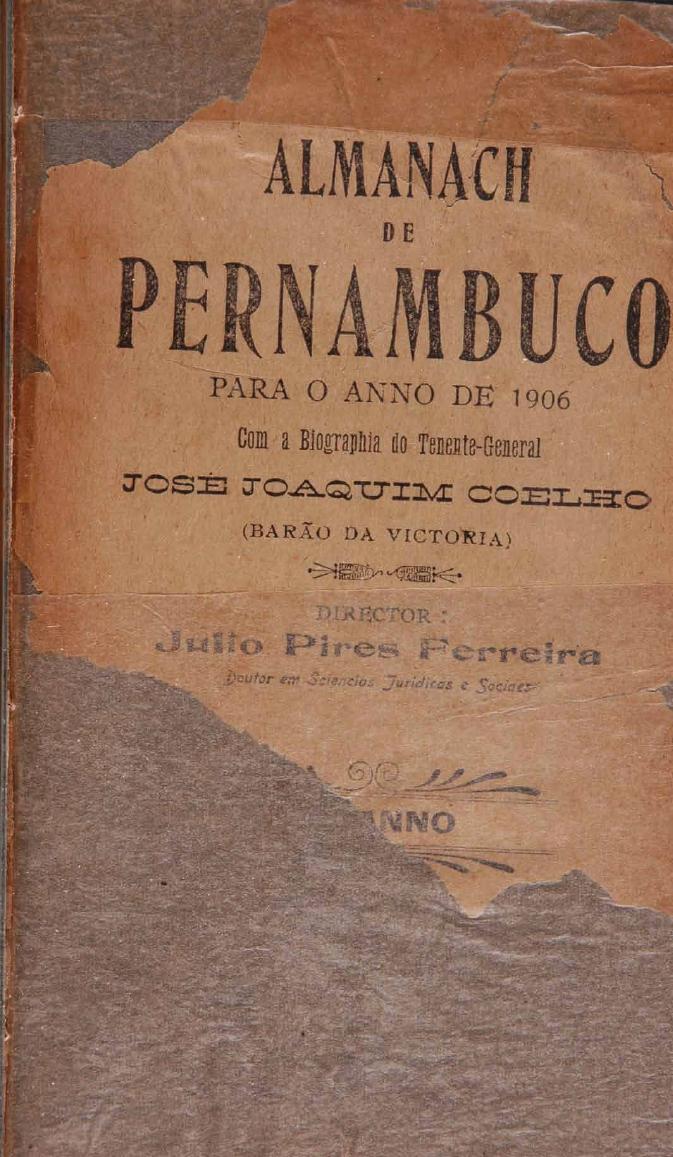 ALMANACH
DE
PERNAMBUCO
PARA O ANNO DE 1906
Com a Biographia do Tenente-General
JOSÉ JOAQUIM COELHO
(BARÃO DA VICTORIA)
DIRECTOR :
Julio Pires Ferreira
Doutor em Sciencias Juridicas e Sociaes
ANNO